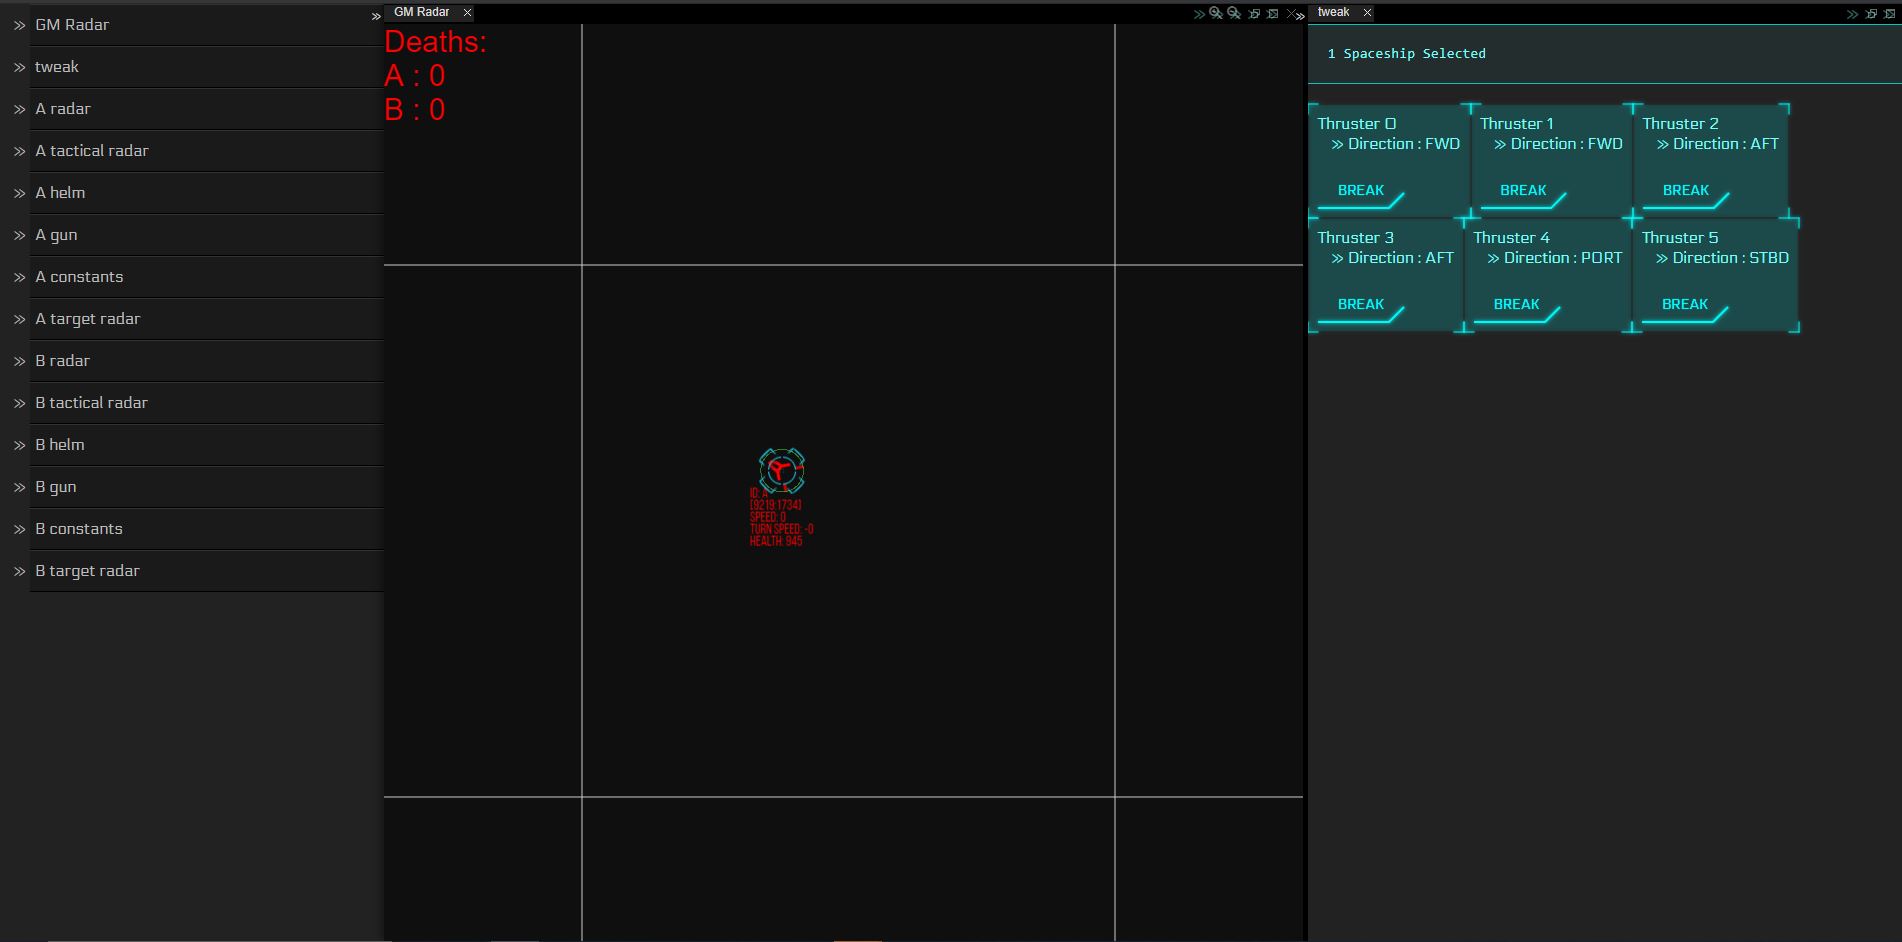 GM Radar
tweak
A radar
A tactical radar
A helm
A gun
A constants
A target radar
B radar
B tactical radar
B helm
B gun
B constants
B target radar
GM Radar
Deaths:
A : 0
B : 0
ID: A
[9219:1734]
SPEED: 0
TURN SPEED: -0
HEALTH: 945
tweak
1 Spaceship Selected
Thruster 0
Direction : FWD
BREAK
Thruster 1
Direction : FWD
BREAK
Thruster 2
Direction : AFT
BREAK
Thruster 3
Direction : AFT
BREAK
Thruster 4
Direction : PORT
BREAK
Thruster 5
Direction : STBD
BREAK